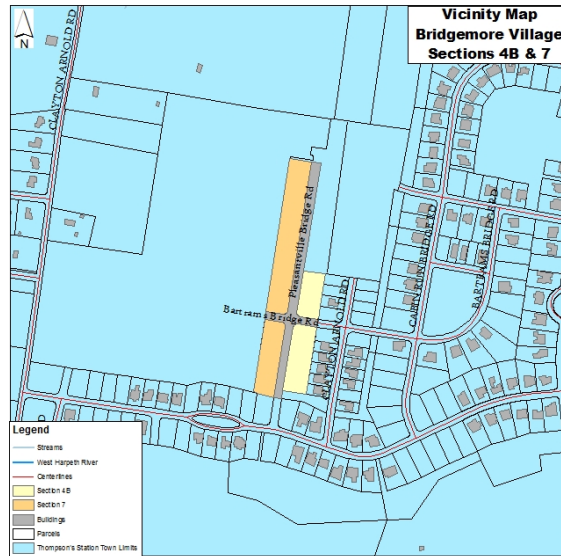 Vicinity Map
Bridgemore Village
Sections 4B & 7
N
CLAYTON ARNOLD RD
Pleasantville Bridge Rd
Bartrams Bridge Rd
CLAYTON ARNOLD RD
CABIN RUN BRIDGE RD
BARTRAMS BRIDGE RD
D
Legend
Streams
West Harpeth River
Centerlines
Section 4B
Section 7
Buildings
Parcels
Thompson's Station Town Limits